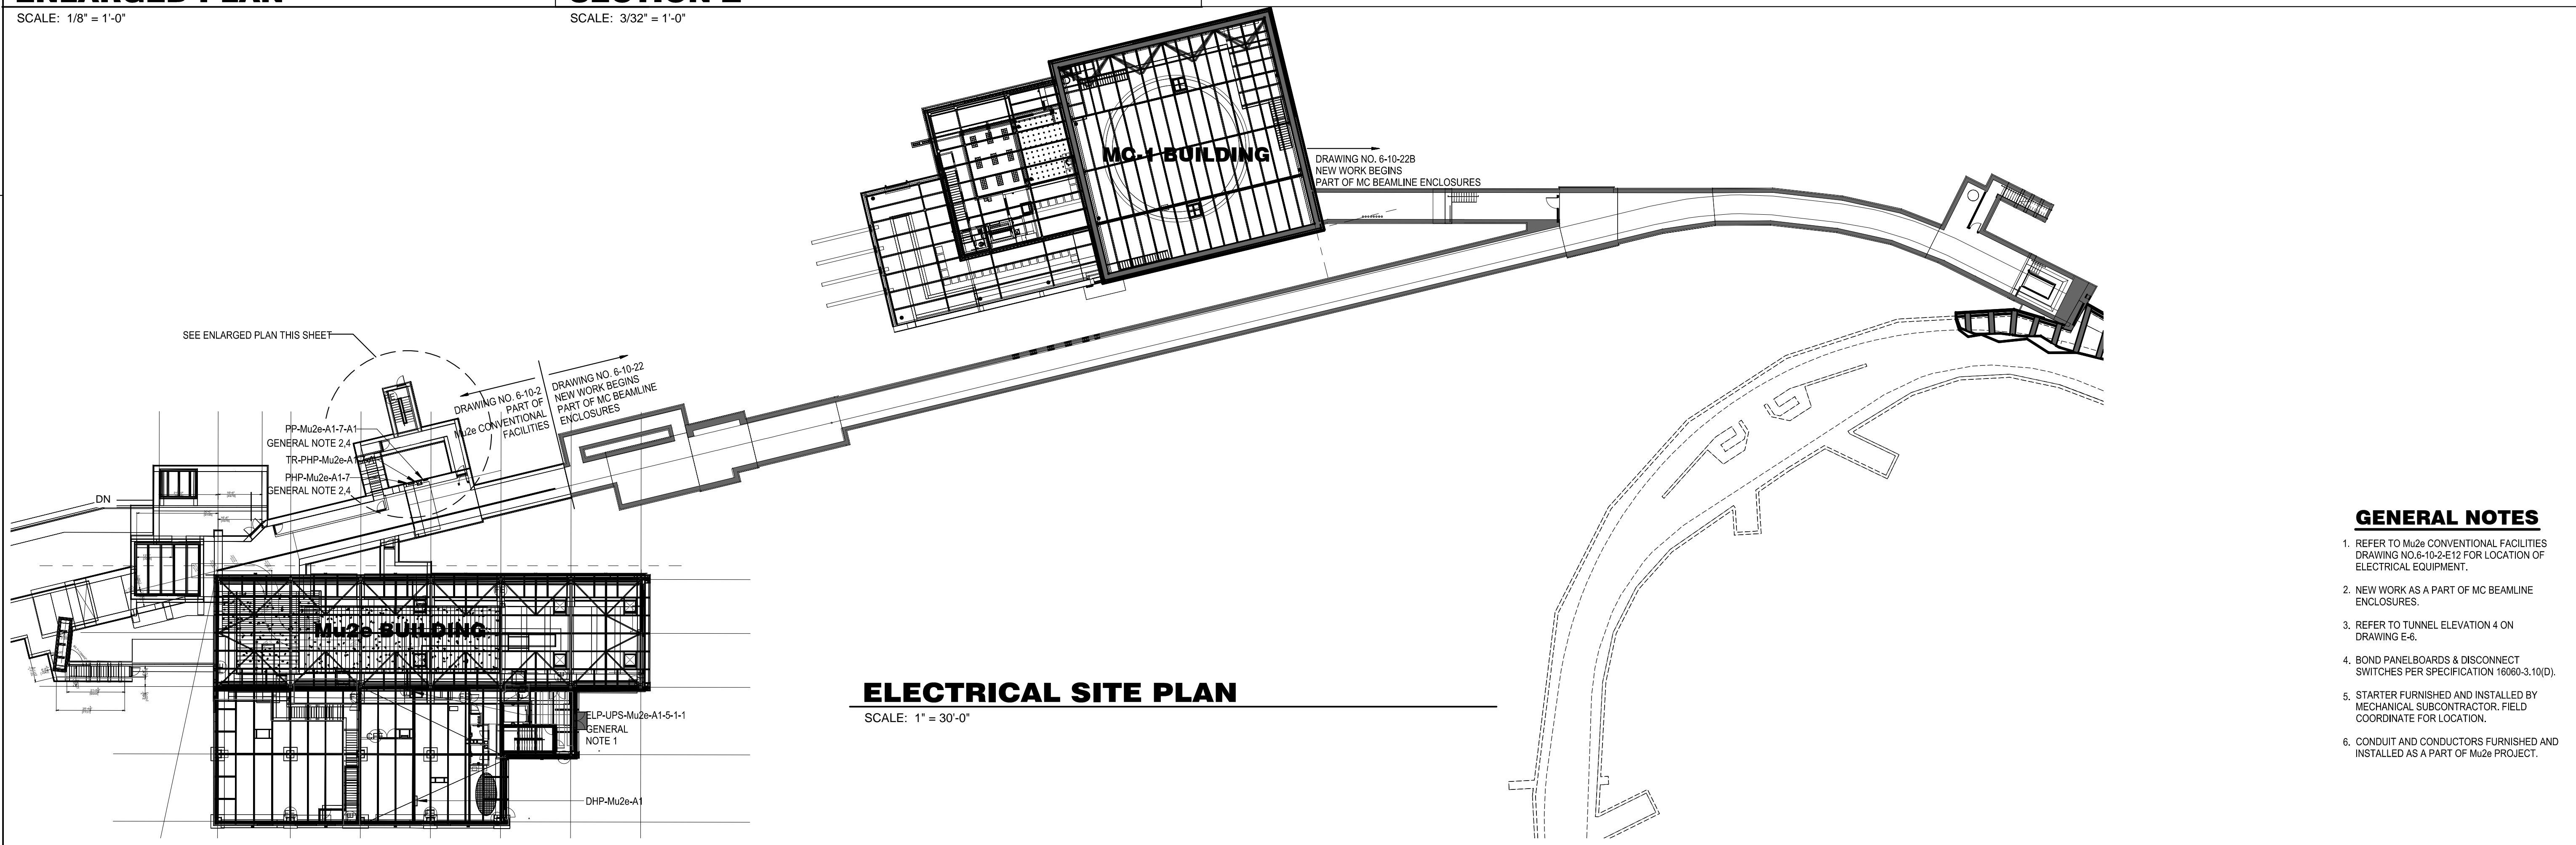 ENLARGED PLAN
SCALE: 1/8" = 1'-0"
SECTION E
SCALE: 3/32" = 1'-0"
MC-1 BUILDING
DRAWING NO. 6-10-22B
NEW WORK BEGINS
PART OF MC BEAMLINE ENCLOSURES
SEE ENLARGED PLAN THIS SHEET
DRAWING NO. 6-10-2
PART OF
Mu2e CONVENTIONAL
FACILITIES
DRAWING NO. 6-10-22
NEW WORK BEGINS
PART OF MC BEAMLINE
ENCLOSURES
PP-Mu2e-A1-7-A1
GENERAL NOTE 2,4
PHP-Mu2e-A1-7
GENERAL NOTE 2,4
DN
Mu2e BUILDING
ELP-UPS-Mu2e-A1-5-1-1
GENERAL
NOTE 1
DHP-Mu2e-A1
ELECTRICAL SITE PLAN
SCALE: 1" = 30'-0"
GENERAL NOTES
1. REFER TO Mu2e CONVENTIONAL FACILITIES
DRAWING NO.6-10-2-E12 FOR LOCATION OF
ELECTRICAL EQUIPMENT.
2. NEW WORK AS A PART OF MC BEAMLINE
ENCLOSURES.
3. REFER TO TUNNEL ELEVATION 4 ON
DRAWING E-6.
4. BOND PANELBOARDS & DISCONNECT
SWITCHES PER SPECIFICATION 16060-3.10(D).
5. STARTER FURNISHED AND INSTALLED BY
MECHANICAL SUBCONTRACTOR. FIELD
COORDINATE FOR LOCATION.
6. CONDUIT AND CONDUCTORS FURNISHED AND
INSTALLED AS A PART OF Mu2e PROJECT.